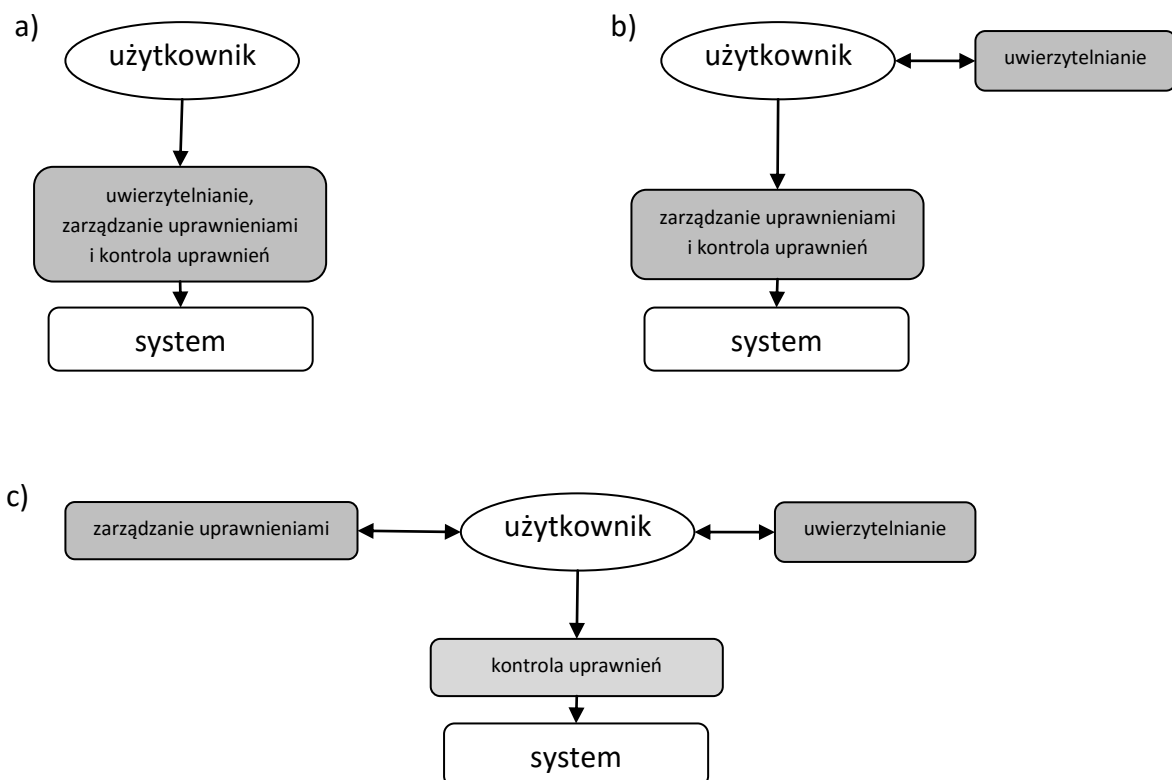 a)
użytkownik
uwierzytelnianie,
zarządzanie uprawnieniami
i kontrola uprawnień
system
b)
użytkownik
uwierzytelnianie
zarządzanie uprawnieniami
i kontrola uprawnień
system
c)
zarządzanie uprawnieniami
użytkownik
uwierzytelnianie
kontrola uprawnień
system